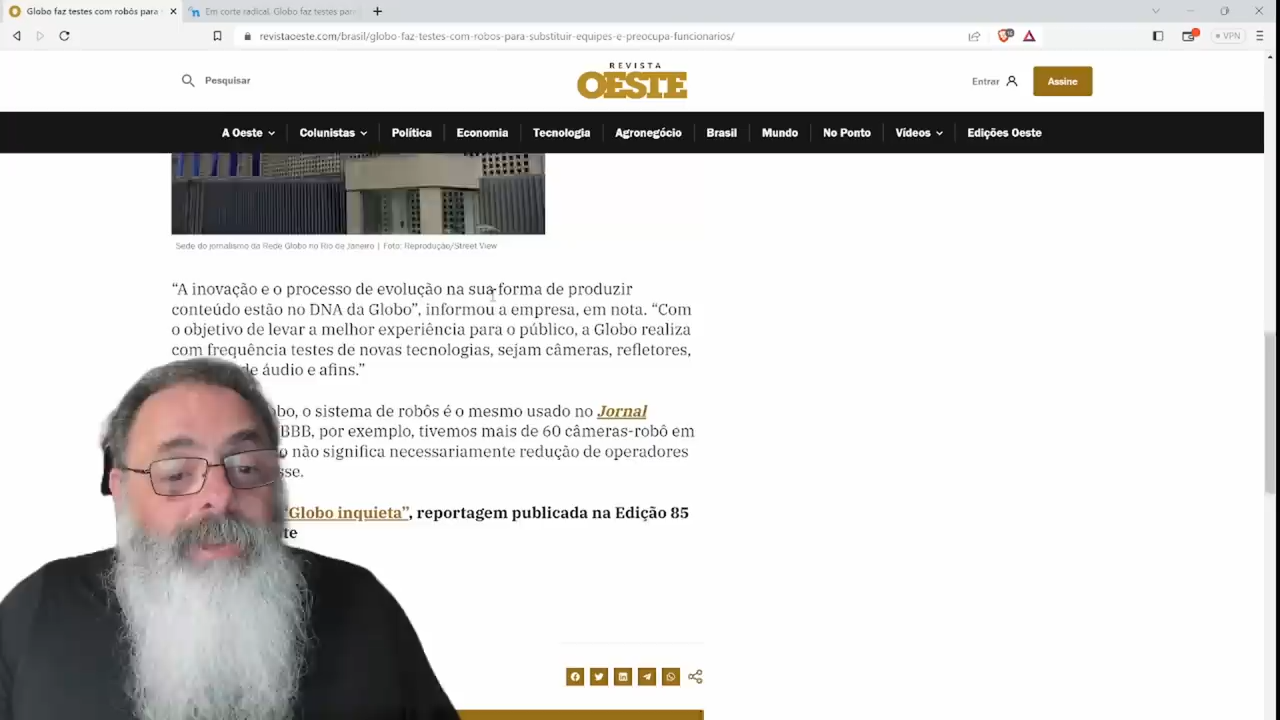 Globo faz testes com robôs para
Em corte radical, Globo faz testes par
revistaoeste.com/brasil/globo-faz-testes-com-robos-para-substituir-equipes-e-preocupa-funcionarios/
VPN
Pesquisar
REVISTA
OESTE
Entrar
Assine
A Oeste
Colunistas
Política
Economia
Tecnologia
Agronegócio
Brasil
Mundo
No Ponto
Vídeos
Edições Oeste
Sede do jornalismo da Rede Globo no Rio de Janeiro | Foto: Reprodução/Street View
“A inovação e o processo de evolução na sua forma de produzir
conteúdo estão no DNA da Globo”, informou a empresa, em nota. “Com
o objetivo de levar a melhor experiência para o público, a Globo realiza
com frequência testes de novas tecnologias, sejam câmeras, refletores,
de áudio e afins.”
obo, o sistema de robôs é o mesmo usado no Jornal
BBB, por exemplo, tivemos mais de 60 câmeras-robô em
o não significa necessariamente redução de operadores
sse.
“Globo inquieta”, reportagem publicada na Edição 85
te